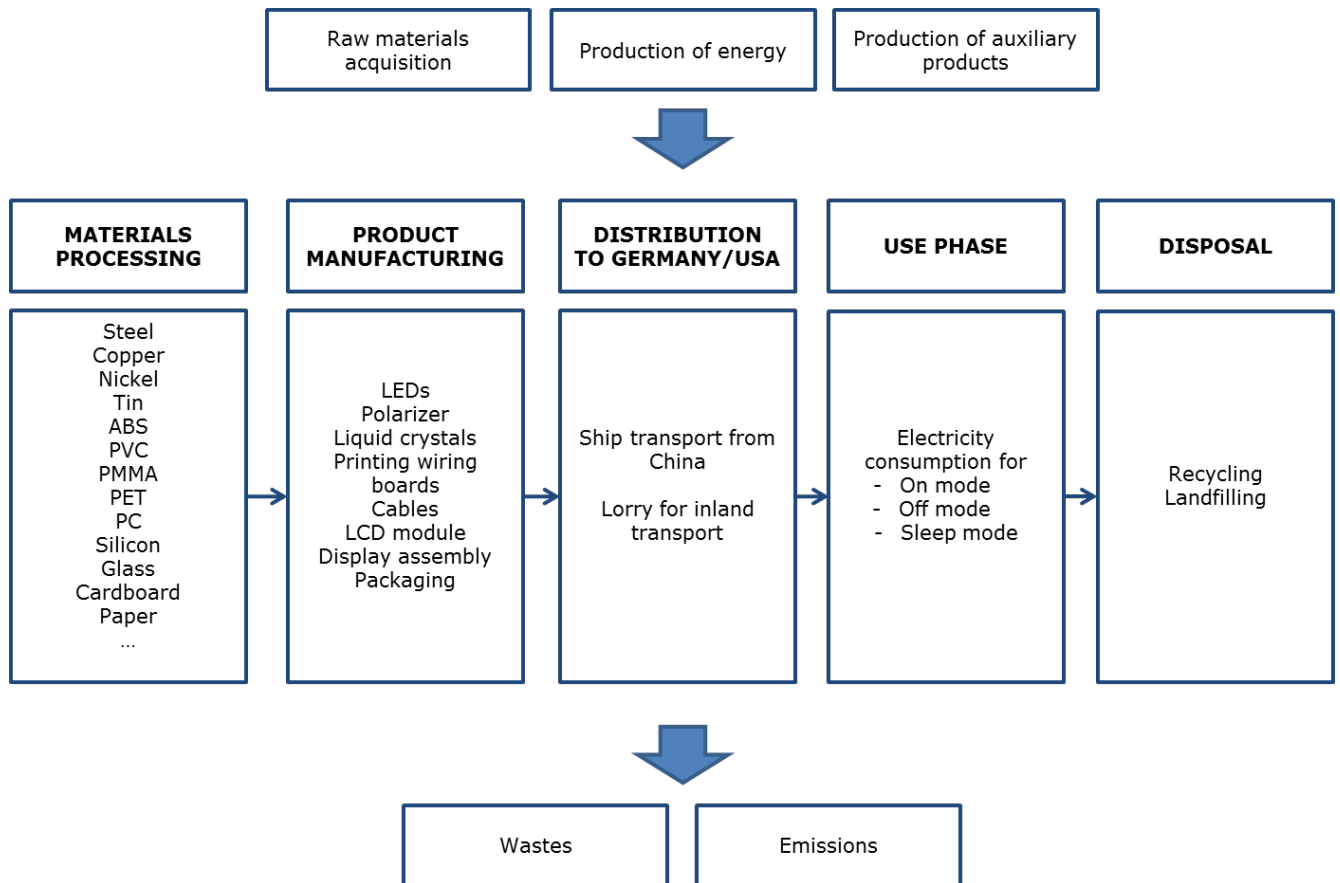 Raw materials
acquisition
Production of energy
Production of auxiliary
products
MATERIALS
PROCESSING
PRODUCT
MANUFACTURING
DISTRIBUTION
TO GERMANY/USA
USE PHASE
DISPOSAL
Steel
Copper
Nickel
Tin
ABS
PVC
PMMA
PET
PC
Silicon
Glass
Cardboard
Paper
...
LEDs
Polarizer
Liquid crystals
Printing wiring
boards
Cables
LCD module
Display assembly
Packaging
Ship transport from
China
Lorry for inland
transport
Electricity
consumption for
- On mode
- Off mode
- Sleep mode
Recycling
Landfilling
Wastes
Emissions